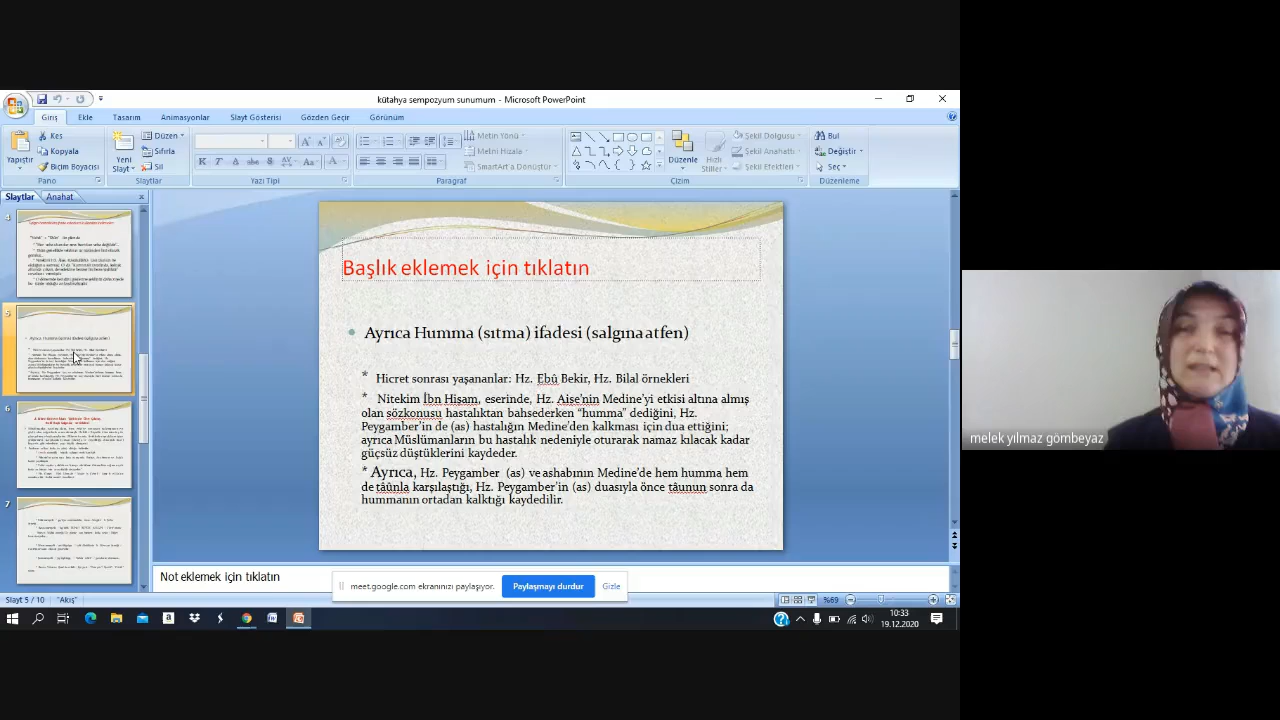 kütahya sempozyum sunumum - Microsoft PowerPoint
Giriş Ekle Tasarım Animasyonlar Slayt Gösterisi Gözden Geçir Görünüm
Yapıştır
Kes
Kopyala
Biçim Boyacısı
Pano
Yeni
Slayt
Düzen
Sıfırla
Sil
Slaytlar
Yazı Tipi
Metin Yönü
Metni Hizala
SmartArt'a Dönüştür
Paragraf
Düzenle
Hızlı
Stiller
Şekil Dolgusu
Şekil Anahattı
Şekil Efektleri
Çizim
Bul
Değiştir
Seç
Düzenleme
Slaytlar Anahat
4
5
6
7
Başlık eklemek için tıklatın
Ayrıca Humma (sıtma) ifadesi (salgına atfen)
* Hicret sonrası yaşananlar: Hz. Ebû Bekir, Hz. Bilal örnekleri
* Nitekim İbn Hişam, eserinde, Hz. Aişe'nin Medine'yi etkisi altına almış
olan sözkonusu hastalıktan bahsederken "humma" dediğini, Hz.
Peygamber'in de (as) hastalığın Medine'den kalkması için dua ettiğini;
ayrıca Müslümanların bu hastalık nedeniyle oturarak namaz kılacak kadar
güçsüz düştüklerini kaydeder.
* Ayrıca, Hz. Peygamber (as) ve ashabının Medine'de hem humma hm
de tâûnla karşılaştığı, Hz. Peygamber'in (as) duasıyla önce tâunun sonra da
hummanın ortadan kalktığı kaydedilir.
Not eklemek için tıklatın
meet.google.com ekranınızı paylaşıyor.
Paylaşmayı durdur
Gizle
Slayt 5 / 10 "Akış" %69
10:33
19.12.2020
melek yılmaz gömbeyaz